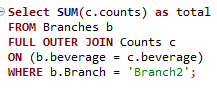 Select SUM(c.counts) as total
FROM Branches b
FULL OUTER JOIN Counts c
ON (b.beverage = c.beverage)
WHERE b.Branch = 'Branch2';